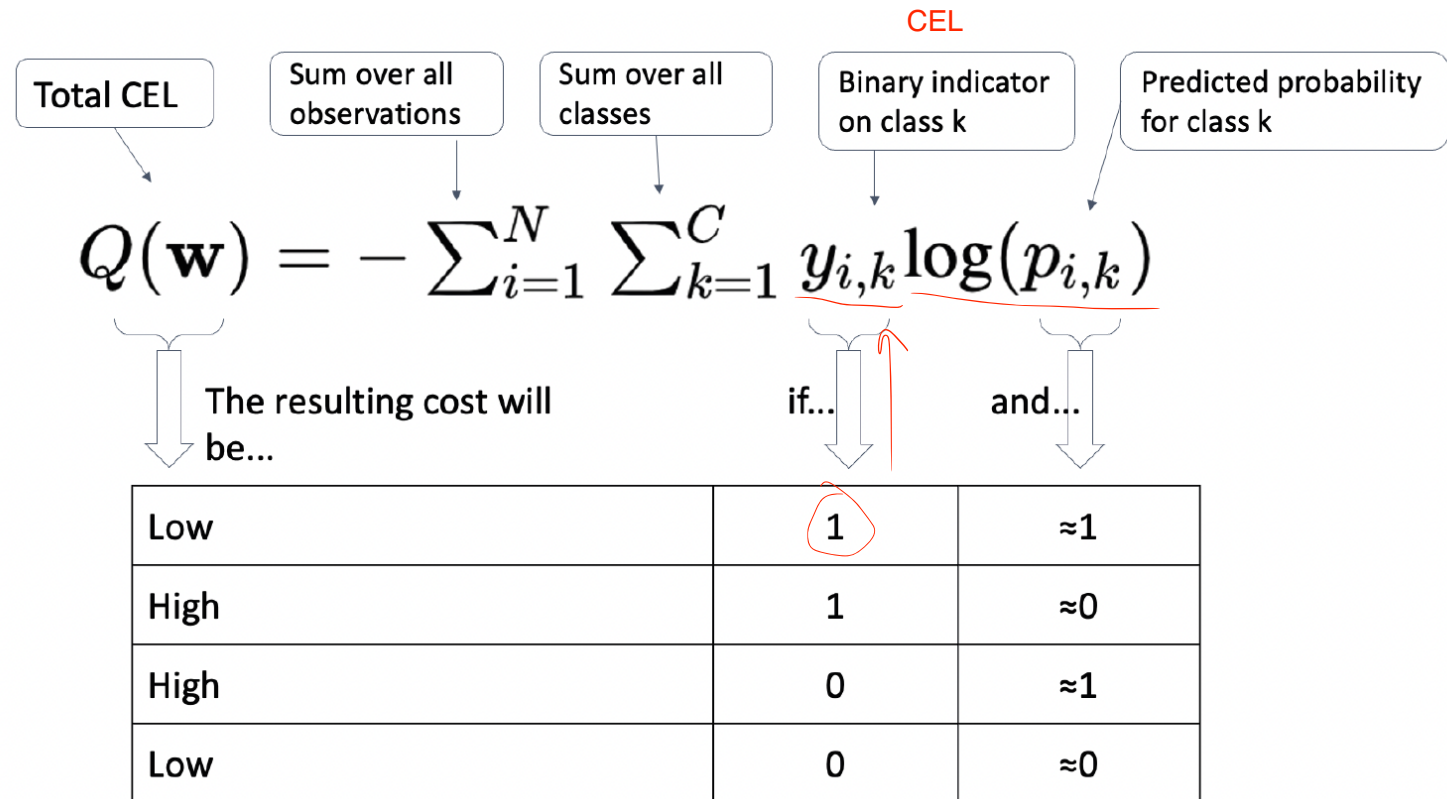 CEL
Total CEL
Sum over all
observations
Sum over all
classes
Binary indicator
on class k
Predicted probability
for class k
Q(w) = − ∑_{i=1}^{N} ∑_{k=1}^{C} y_{i,k} log(p_{i,k})
The resulting cost will
be...
if...
and...
Low 1 ≈1
High 1 ≈0
High 0 ≈1
Low 0 ≈0